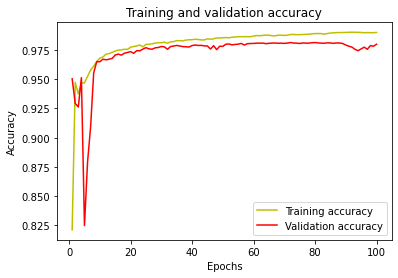 Training and validation accuracy
Accuracy
0.975
0.950
0.925
0.900
0.875
0.850
0.825
0
20
40
60
80
100
Epochs
Training accuracy
Validation accuracy